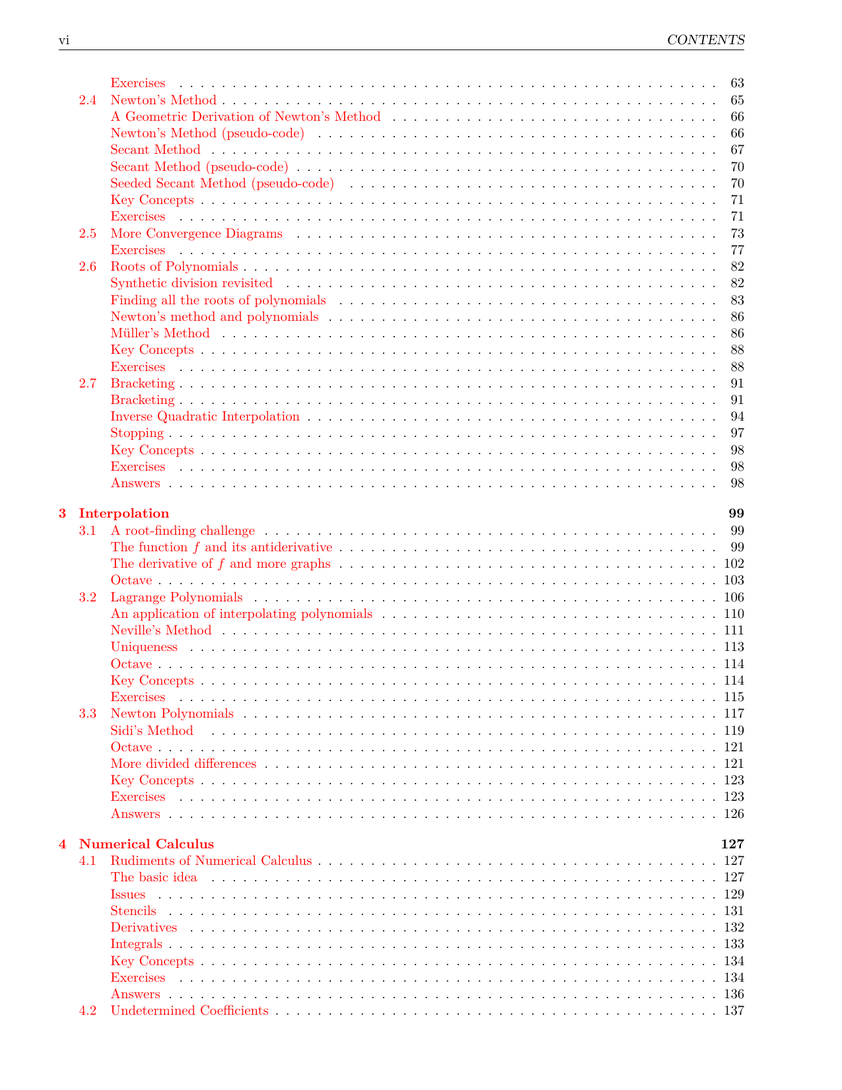 vi CONTENTS
Exercises . . . . . . . . . . . . . . . . . . . . . . . . . . . . . . 63
2.4 Newton's Method . . . . . . . . . . . . . . . . . . . . . . . . . . . . . . 65
A Geometric Derivation of Newton's Method . . . . . . . . . . . . . . . . . . . . 66
Newton's Method (pseudo-code) . . . . . . . . . . . . . . . . . . . . 66
Secant Method . . . . . . . . . . . . . . . . . . . . 67
Secant Method (pseudo-code) . . . . . . . . . . . . . . . . . . . . 70
Seeded Secant Method (pseudo-code) . . . . . . . . . . . . . . . . . . . . 70
Key Concepts . . . . . . . . . . . . . . . . . . . . 71
Exercises . . . . . . . . . . . . . . . . . . . . 71
2.5 More Convergence Diagrams . . . . . . . . . . . . . . . . . . . . 73
Exercises . . . . . . . . . . . . . . . . . . . . 77
2.6 Roots of Polynomials . . . . . . . . . . . . . . . . . . . . 82
Synthetic division revisited . . . . . . . . . . . . . . . . . . . . 82
Finding all the roots of polynomials . . . . . . . . . . . . . . . . . . . . 83
Newton's method and polynomials . . . . . . . . . . . . . . . . . . . . 86
Müller's Method . . . . . . . . . . . . . . . . . . . . 86
Key Concepts . . . . . . . . . . . . . . . . . . . . 88
Exercises . . . . . . . . . . . . . . . . . . . . 88
2.7 Bracketing . . . . . . . . . . . . . . . . . . . . 91
Bracketing . . . . . . . . . . . . . . . . . . . . 91
Inverse Quadratic Interpolation . . . . . . . . . . . . . . . . . . . . 94
Stopping . . . . . . . . . . . . . . . . . . . . 97
Key Concepts . . . . . . . . . . . . . . . . . . . . 98
Exercises . . . . . . . . . . . . . . . . . . . . 98
Answers . . . . . . . . . . . . . . . . . . . . 98
3 Interpolation 99
3.1 A root-finding challenge . . . . . . . . . . . . . . . . . . . . 99
The function f and its antiderivative . . . . . . . . . . . . . . . . . . . . 99
The derivative of f and more graphs . . . . . . . . . . . . . . . . . . . . 102
Octave . . . . . . . . . . . . . . . . . . . . 103
3.2 Lagrange Polynomials . . . . . . . . . . . . . . . . . . . . 106
An application of interpolating polynomials . . . . . . . . . . . . . . . . . . . . 110
Neville's Method . . . . . . . . . . . . . . . . . . . . 111
Uniqueness . . . . . . . . . . . . . . . . . . . . 113
Octave . . . . . . . . . . . . . . . . . . . . 114
Key Concepts . . . . . . . . . . . . . . . . . . . . 114
Exercises . . . . . . . . . . . . . . . . . . . . 115
3.3 Newton Polynomials . . . . . . . . . . . . . . . . . . . . 117
Sidi's Method . . . . . . . . . . . . . . . . . . . . 119
Octave . . . . . . . . . . . . . . . . . . . . 121
More divided differences . . . . . . . . . . . . . . . . . . . . 121
Key Concepts . . . . . . . . . . . . . . . . . . . . 123
Exercises . . . . . . . . . . . . . . . . . . . . 123
Answers . . . . . . . . . . . . . . . . . . . . 126
4 Numerical Calculus 127
4.1 Rudiments of Numerical Calculus . . . . . . . . . . . . . . . . . . . . 127
The basic idea . . . . . . . . . . . . . . . . . . . . 127
Issues . . . . . . . . . . . . . . . . . . . . 129
Stencils . . . . . . . . . . . . . . . . . . . . 131
Derivatives . . . . . . . . . . . . . . . . . . . . 132
Integrals . . . . . . . . . . . . . . . . . . . . 133
Key Concepts . . . . . . . . . . . . . . . . . . . . 134
Exercises . . . . . . . . . . . . . . . . . . . . 134
Answers . . . . . . . . . . . . . . . . . . . . 136
4.2 Undetermined Coefficients . . . . . . . . . . . . . . . . . . . . 137